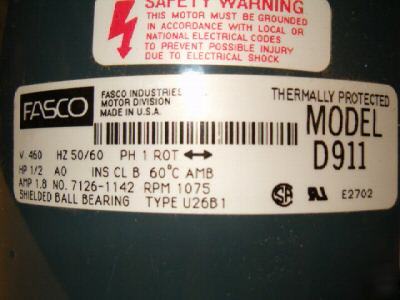 SAFETY WARNING
THIS MOTOR MUST BE GROUNDED
IN ACCORDANCE WITH LOCAL OR
NATIONAL ELECTRICAL CODES
TO PREVENT POSSIBLE INJURY
DUE TO ELECTRICAL SHOCK
FASCO
FASCO INDUSTRIES
MOTOR DIVISION
MADE IN U.S.A.
THERMALLY PROTECTED
MODEL
D911
V. 460 HZ 50/60 PH 1 ROT ↔
HP 1/2 AO INS CL B 60°C AMB
AMP 1.8 NO. 7126-1142 RPM 1075
SHIELDED BALL BEARING TYPE U26B1
E2702